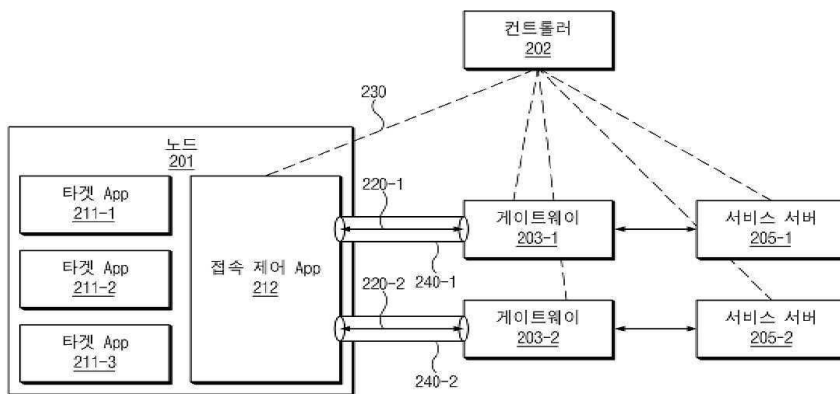 컨트롤러
202
230
노드
201
타겟 App
211-1
타겟 App
211-2
타겟 App
211-3
접속 제어 App
212
220-1
240-1
220-2
240-2
게이트웨이
203-1
서비스 서버
205-1
게이트웨이
203-2
서비스 서버
205-2